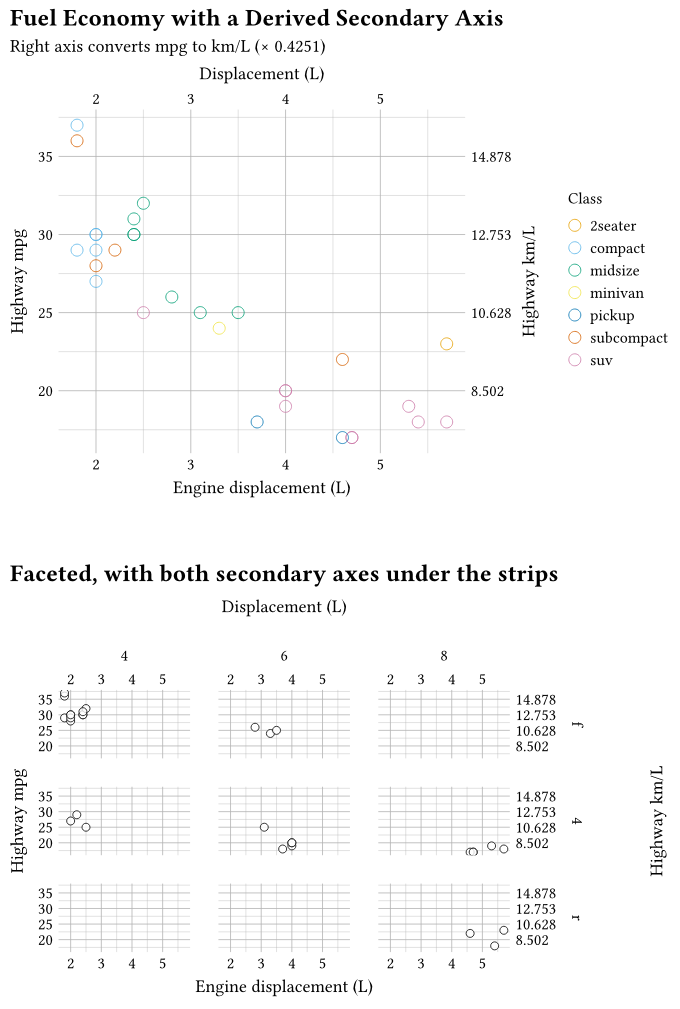 Fuel Economy with a Derived Secondary Axis
Right axis converts mpg to km/L (× 0.4251)
Displacement (L)
2 3 4 5
35 14.878
30 12.753
25 10.628
20 8.502
Highway mpg
Highway km/L
2 3 4 5
Engine displacement (L)
Class
2seater
compact
midsize
minivan
pickup
subcompact
suv
Faceted, with both secondary axes under the strips
Displacement (L)
4 6 8
2 3 4 5 2 3 4 5 2 3 4 5
35 14.878
30 12.753
25 10.628
20 8.502
f
35 14.878
30 12.753
25 10.628
20 8.502
4
35 14.878
30 12.753
25 10.628
20 8.502
r
Highway mpg
Highway km/L
2 3 4 5 2 3 4 5 2 3 4 5
Engine displacement (L)